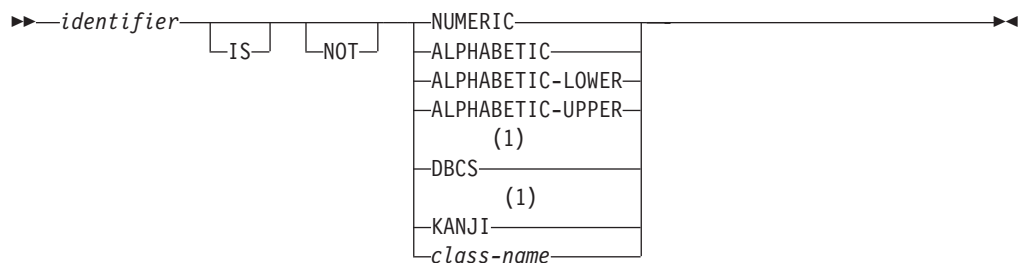 identifier NUMERIC
IS NOT ALPHABETIC
ALPHABETIC-LOWER
ALPHABETIC-UPPER
(1)
DBCS
(1)
KANJI
class-name